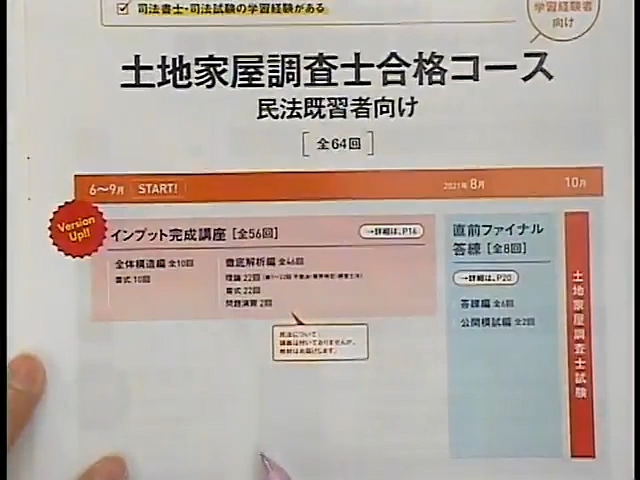 司法書士・司法試験の学習経験がある
学習経験者
向け
土地家屋調査士合格コース
民法既習者向け
[全64回]
6〜9月 START!
2021年 8月
10月
Version
Up!!
インプット完成講座 [全56回]
→詳細は、P16
全体構造編 全10回
書式 10回
徹底解析編 全46回
理論 22回
書式 22回
問題演習 2回
民法について、
講義は付いておりませんが、
教材はお届けします。
直前ファイナル
答練 [全8回]
→詳細は、P20
答練編 全6回
公開模試編 全2回
土地家屋調査士試験